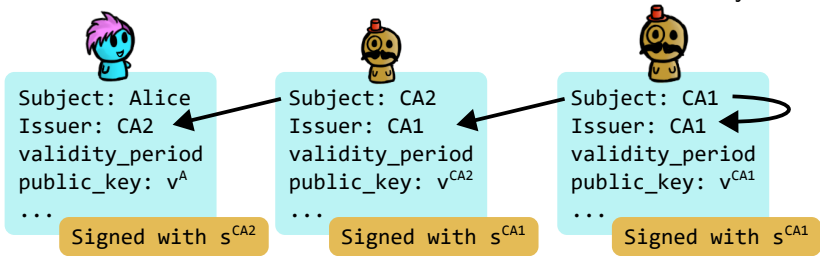 Subject: Alice
Issuer: CA2
validity_period
public_key: vᴬ
...
Signed with sᶜᴬ²
Subject: CA2
Issuer: CA1
validity_period
public_key: vᶜᴬ²
...
Signed with sᶜᴬ¹
Subject: CA1
Issuer: CA1
validity_period
public_key: vᶜᴬ¹
...
Signed with sᶜᴬ¹